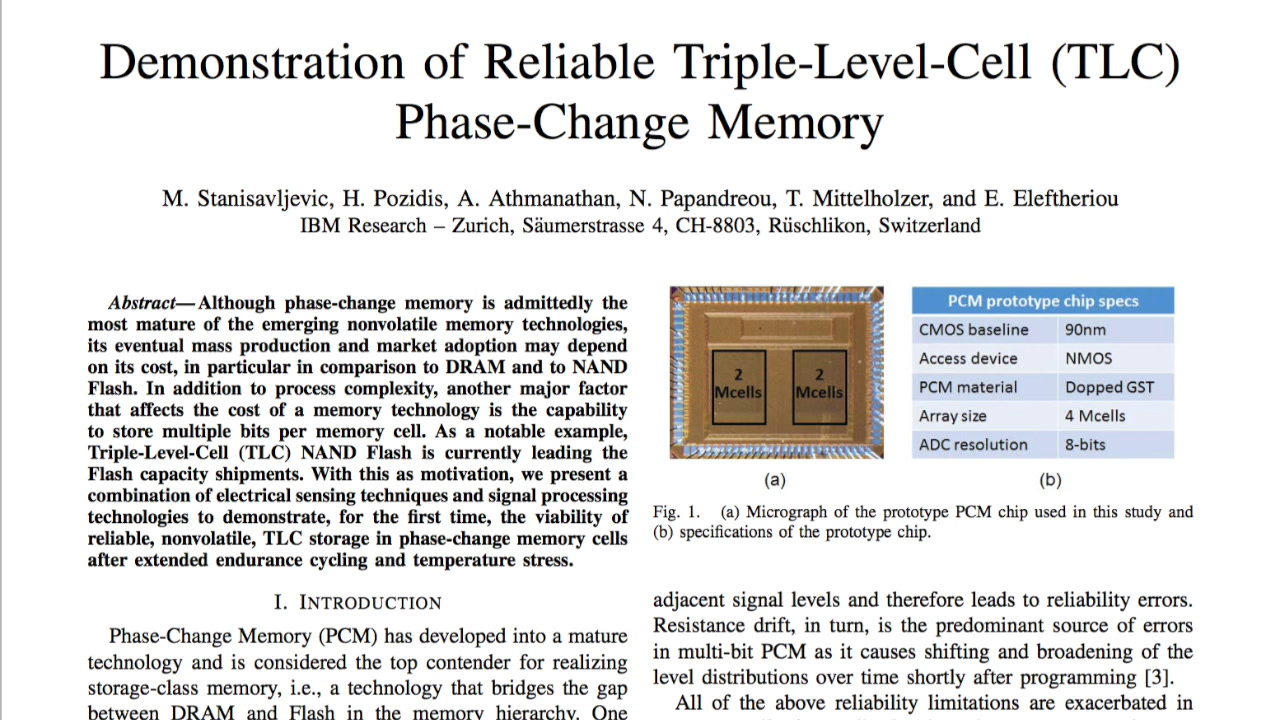 Demonstration of Reliable Triple-Level-Cell (TLC)
Phase-Change Memory
M. Stanisavljevic, H. Pozidis, A. Athmanathan, N. Papandreou, T. Mittelholzer, and E. Eleftheriou
IBM Research – Zurich, Säumerstrasse 4, CH-8803, Rüschlikon, Switzerland
Abstract— Although phase-change memory is admittedly the
most mature of the emerging nonvolatile memory technologies,
its eventual mass production and market adoption may depend
on its cost, in particular in comparison to DRAM and to NAND
Flash. In addition to process complexity, another major factor
that affects the cost of a memory technology is the capability
to store multiple bits per memory cell. As a notable example,
Triple-Level-Cell (TLC) NAND Flash is currently leading the
Flash capacity shipments. With this as motivation, we present a
combination of electrical sensing techniques and signal processing
technologies to demonstrate, for the first time, the viability of
reliable, nonvolatile, TLC storage in phase-change memory cells
after extended endurance cycling and temperature stress.
I. INTRODUCTION
Phase-Change Memory (PCM) has developed into a mature
technology and is considered the top contender for realizing
storage-class memory, i.e., a technology that bridges the gap
between DRAM and Flash in the memory hierarchy. One
2 2
Mcells Mcells
PCM prototype chip specs
CMOS baseline 90nm
Access device NMOS
PCM material Dopped GST
Array size 4 Mcells
ADC resolution 8-bits
(a) (b)
Fig. 1. (a) Micrograph of the prototype PCM chip used in this study and
(b) specifications of the prototype chip.
adjacent signal levels and therefore leads to reliability errors.
Resistance drift, in turn, is the predominant source of errors
in multi-bit PCM as it causes shifting and broadening of the
level distributions over time shortly after programming [3].
All of the above reliability limitations are exacerbated in